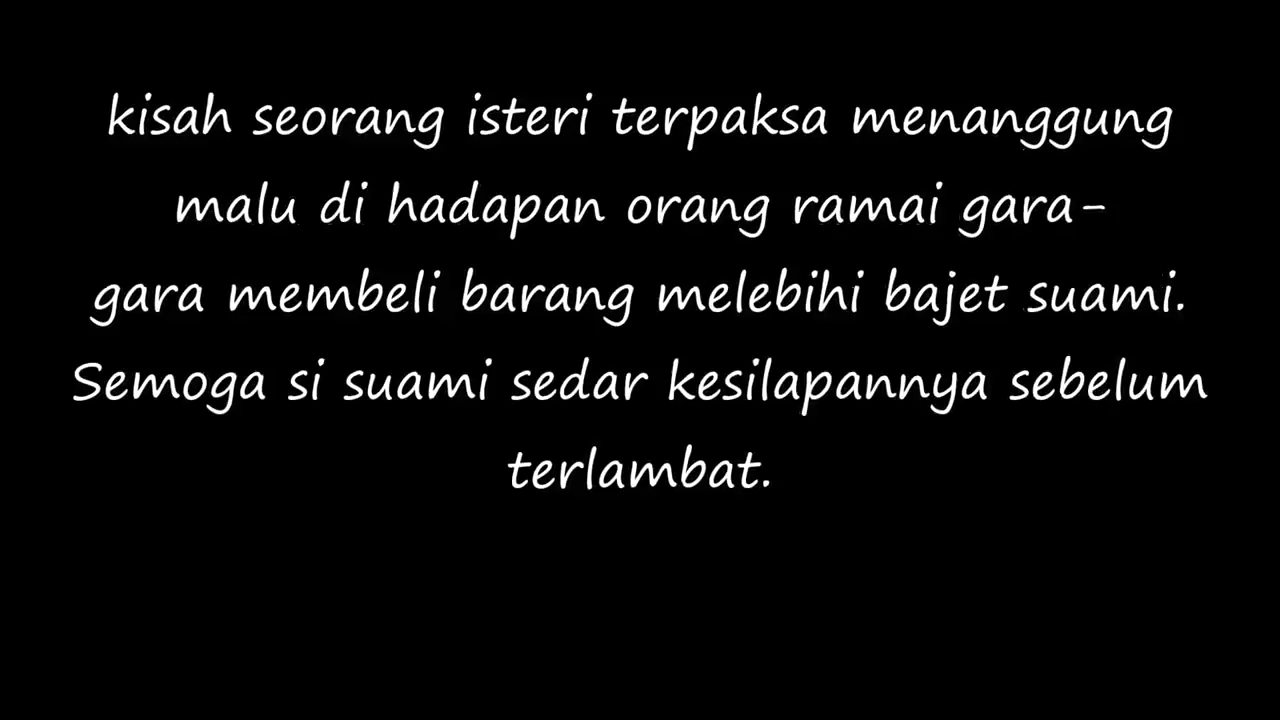 kisah seorang isteri terpaksa menanggung
malu di hadapan orang ramai gara-
gara membeli barang melebihi bajet suami.
Semoga si suami sedar kesilapannya sebelum
terlambat.